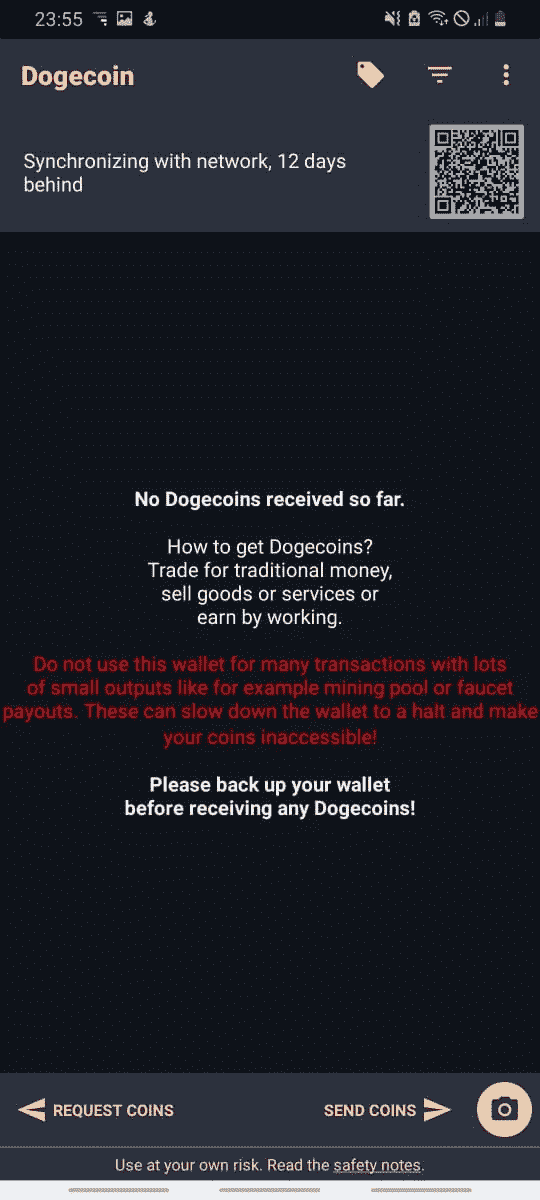 23:55
Dogecoin
Synchronizing with network, 12 days
behind
No Dogecoins received so far.
How to get Dogecoins?
Trade for traditional money,
sell goods or services or
earn by working.
Do not use this wallet for many transactions with lots
of small outputs like for example mining pool or faucet
payouts. These can slow down the wallet to a halt and make
your coins inaccessible!
Please back up your wallet
before receiving any Dogecoins!
REQUEST COINS
SEND COINS
Use at your own risk. Read the safety notes.